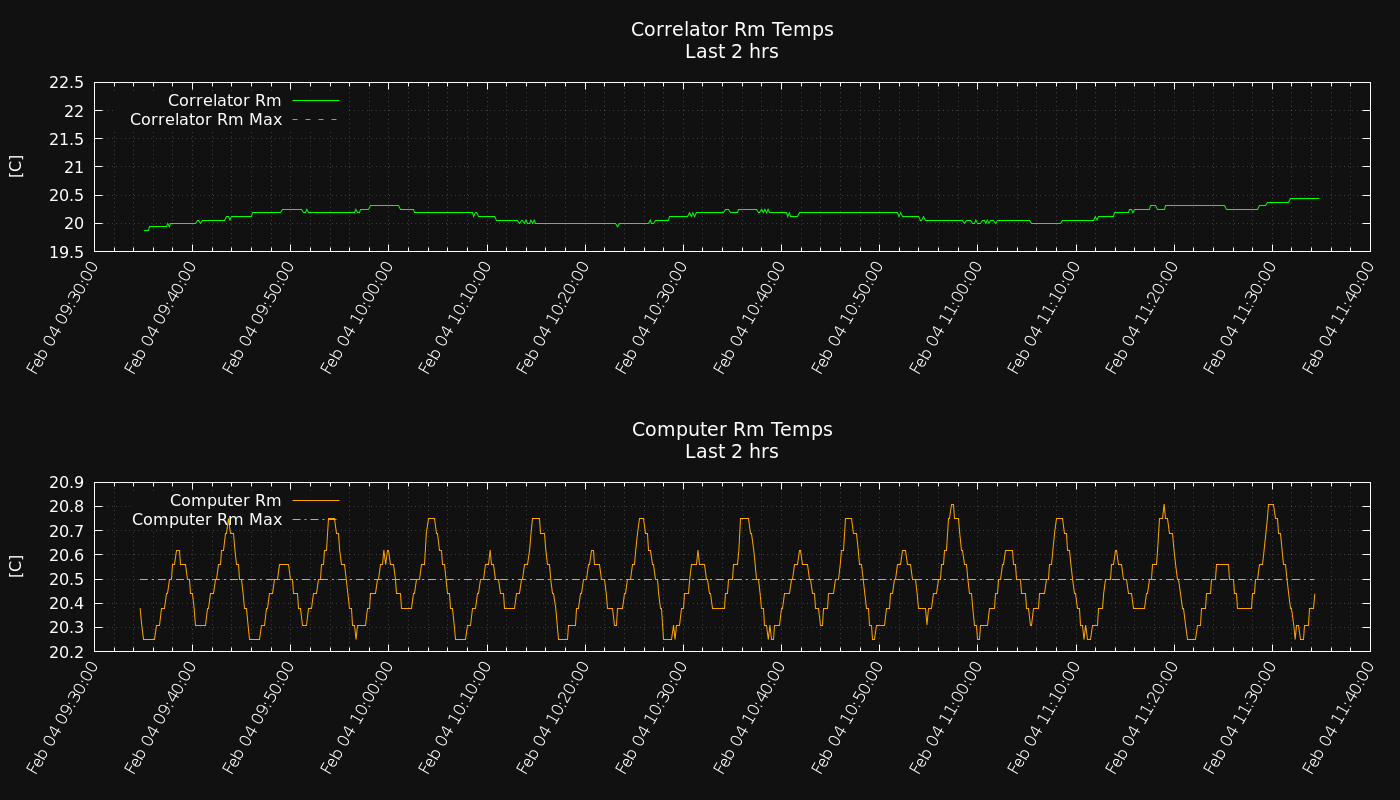 Correlator Rm Temps
Last 2 hrs
22.5
22
21.5
21
20.5
20
19.5
[C]
Correlator Rm
Correlator Rm Max
Feb 04 09:30:00
Feb 04 09:40:00
Feb 04 09:50:00
Feb 04 10:00:00
Feb 04 10:10:00
Feb 04 10:20:00
Feb 04 10:30:00
Feb 04 10:40:00
Feb 04 10:50:00
Feb 04 11:00:00
Feb 04 11:10:00
Feb 04 11:20:00
Feb 04 11:30:00
Feb 04 11:40:00
Computer Rm Temps
Last 2 hrs
20.9
20.8
20.7
20.6
20.5
20.4
20.3
20.2
[C]
Computer Rm
Computer Rm Max
Feb 04 09:30:00
Feb 04 09:40:00
Feb 04 09:50:00
Feb 04 10:00:00
Feb 04 10:10:00
Feb 04 10:20:00
Feb 04 10:30:00
Feb 04 10:40:00
Feb 04 10:50:00
Feb 04 11:00:00
Feb 04 11:10:00
Feb 04 11:20:00
Feb 04 11:30:00
Feb 04 11:40:00